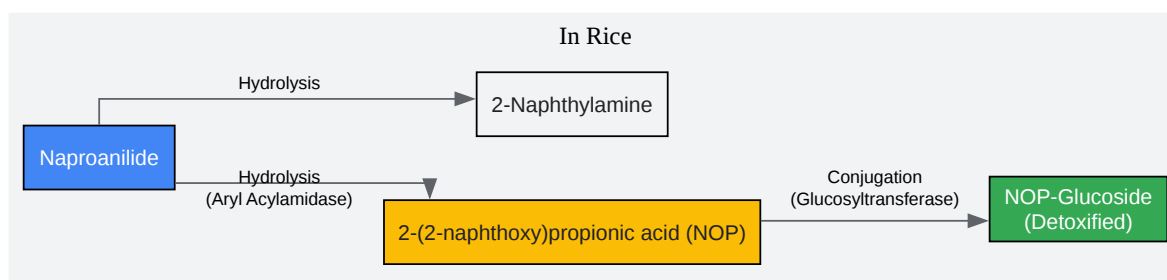 In Rice
Hydrolysis
2-Naphthylamine
Naproanilide
Hydrolysis
(Aryl Acylamidase)
2-(2-naphthoxy)propionic acid (NOP)
Conjugation
(Glucosyltransferase)
NOP-Glucoside
(Detoxified)